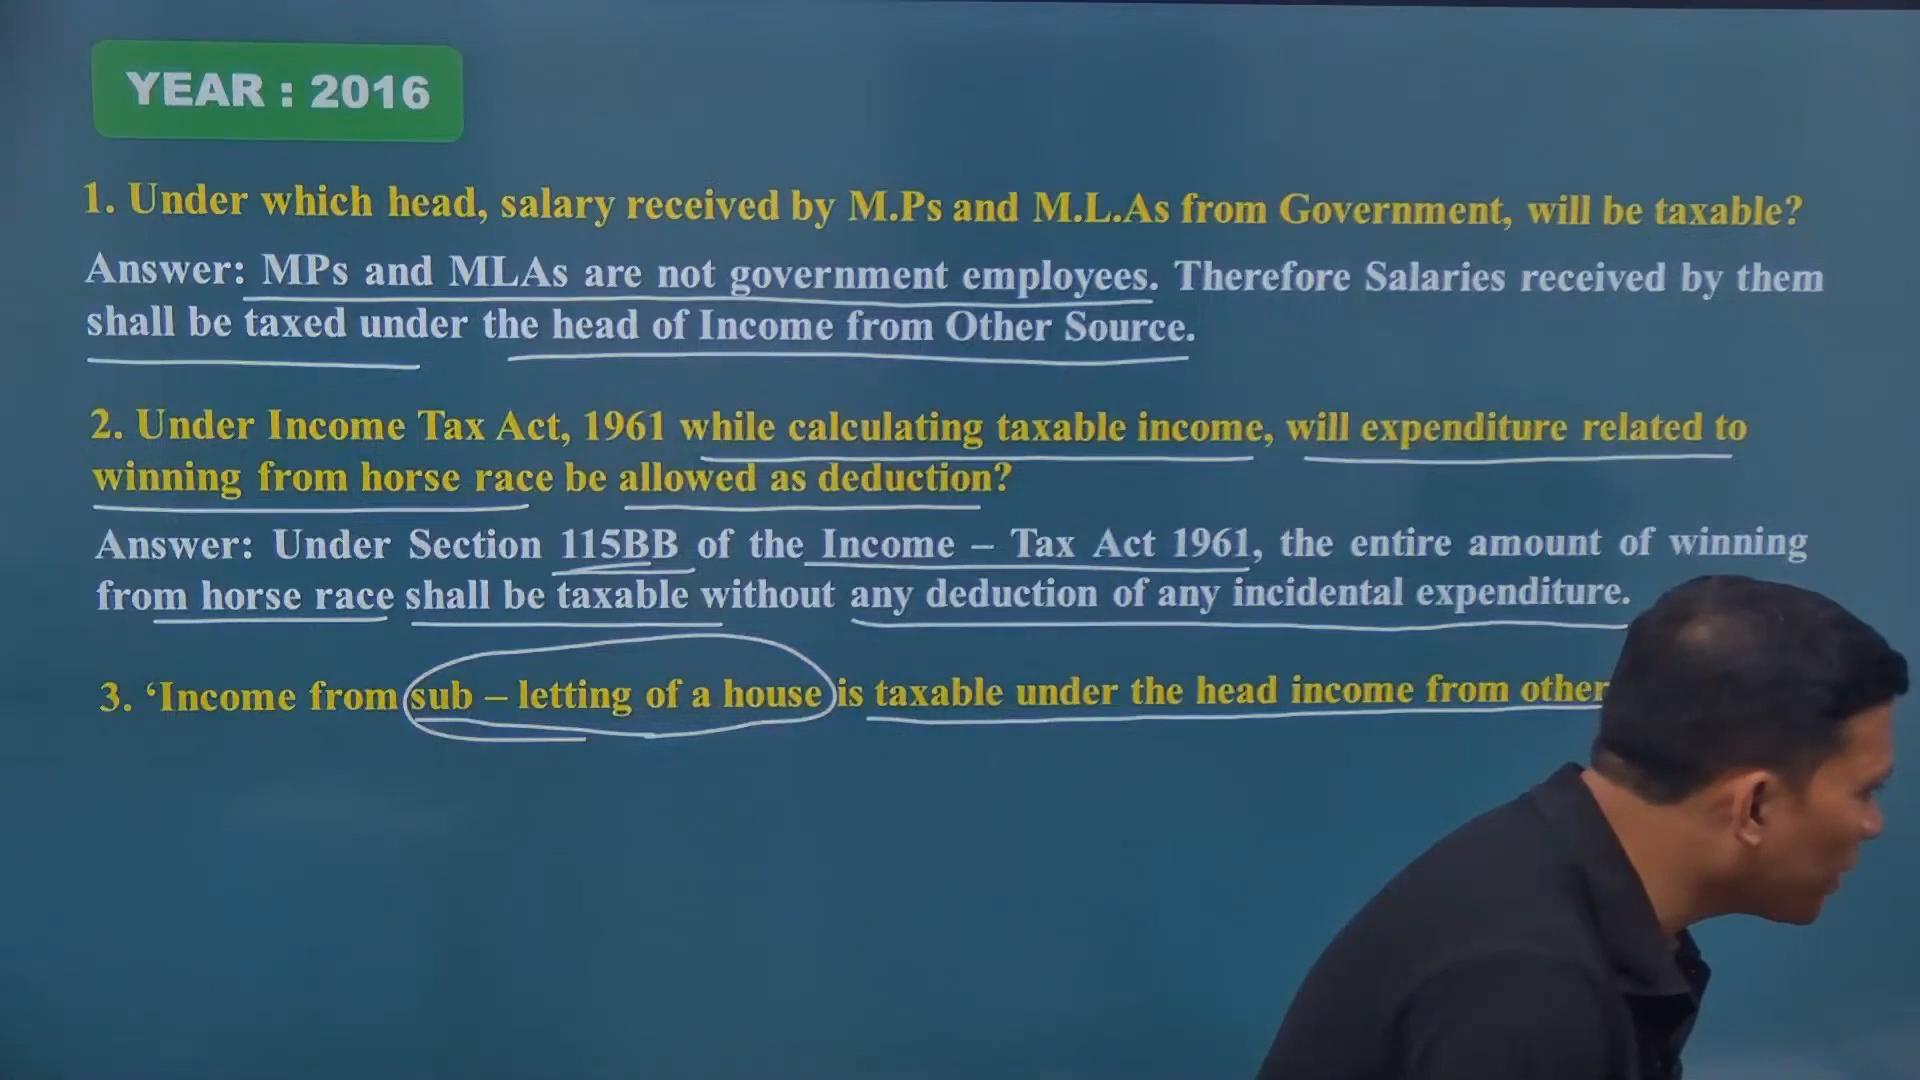 YEAR : 2016
1. Under which head, salary received by M.Ps and M.L.As from Government, will be taxable?
Answer: MPs and MLAs are not government employees. Therefore Salaries received by them
shall be taxed under the head of Income from Other Source.
2. Under Income Tax Act, 1961 while calculating taxable income, will expenditure related to
winning from horse race be allowed as deduction?
Answer: Under Section 115BB of the Income – Tax Act 1961, the entire amount of winning
from horse race shall be taxable without any deduction of any incidental expenditure.
3. ‘Income from sub – letting of a house is taxable under the head income from other